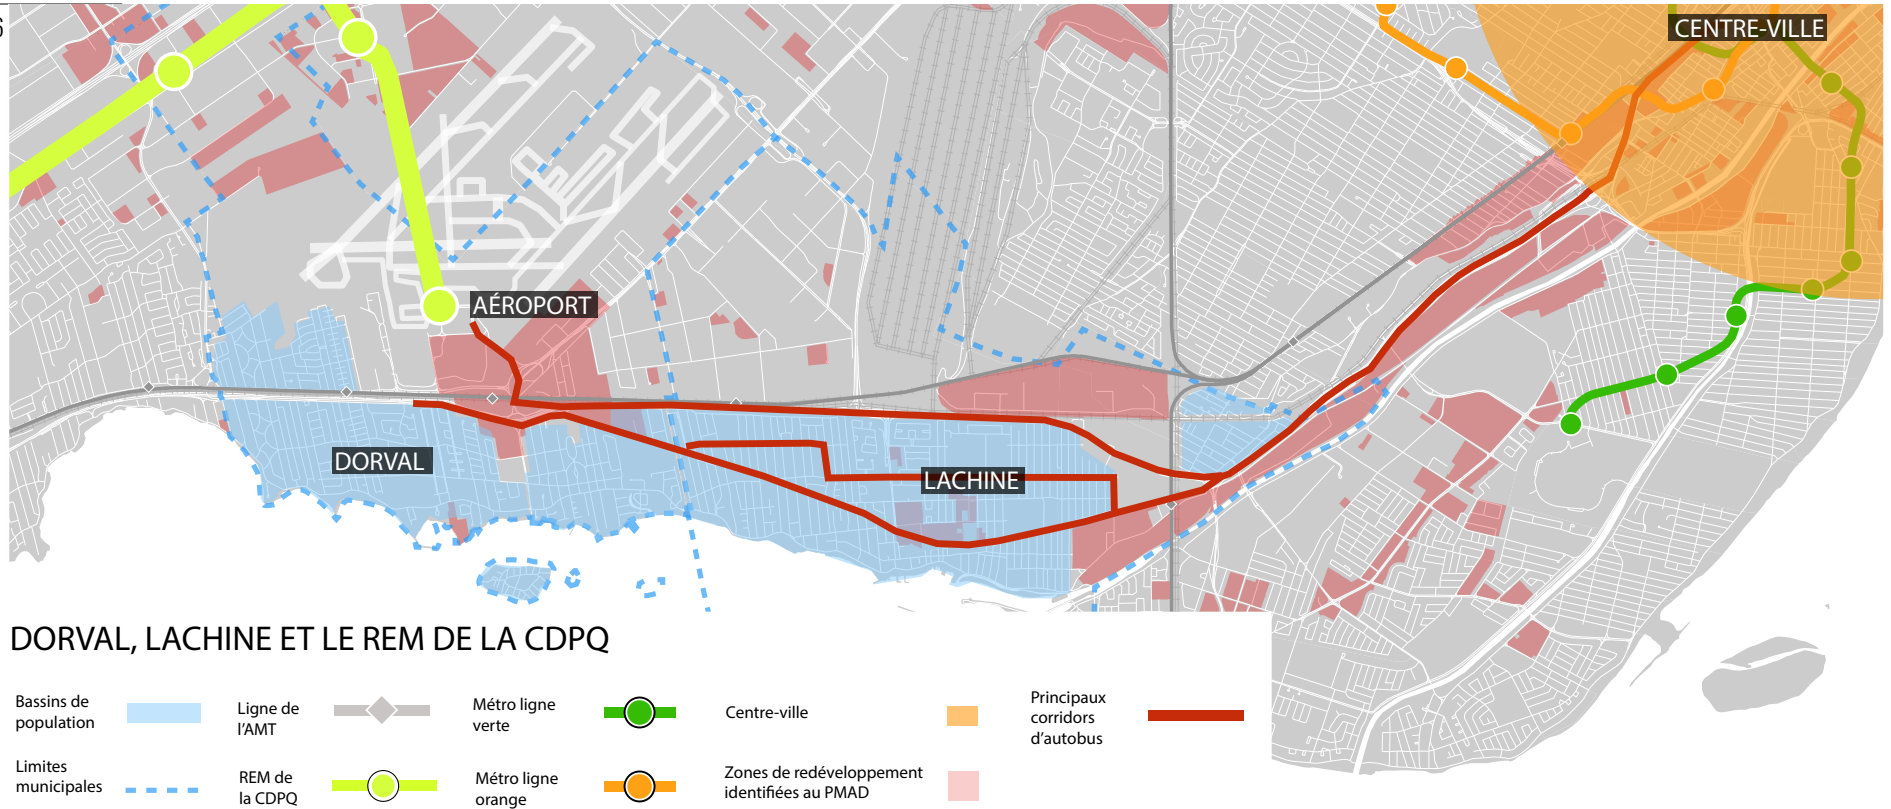 CENTRE-VILLE
AÉROPORT
DORVAL
LACHINE
DORVAL, LACHINE ET LE REM DE LA CDPQ
Bassins de
population
Ligne de
l'AMT
Métro ligne
verte
Centre-ville
Principaux
corridors
d'autobus
Limites
municipales
REM de
la CDPQ
Métro ligne
orange
Zones de redéveloppement
identifiées au PMAD